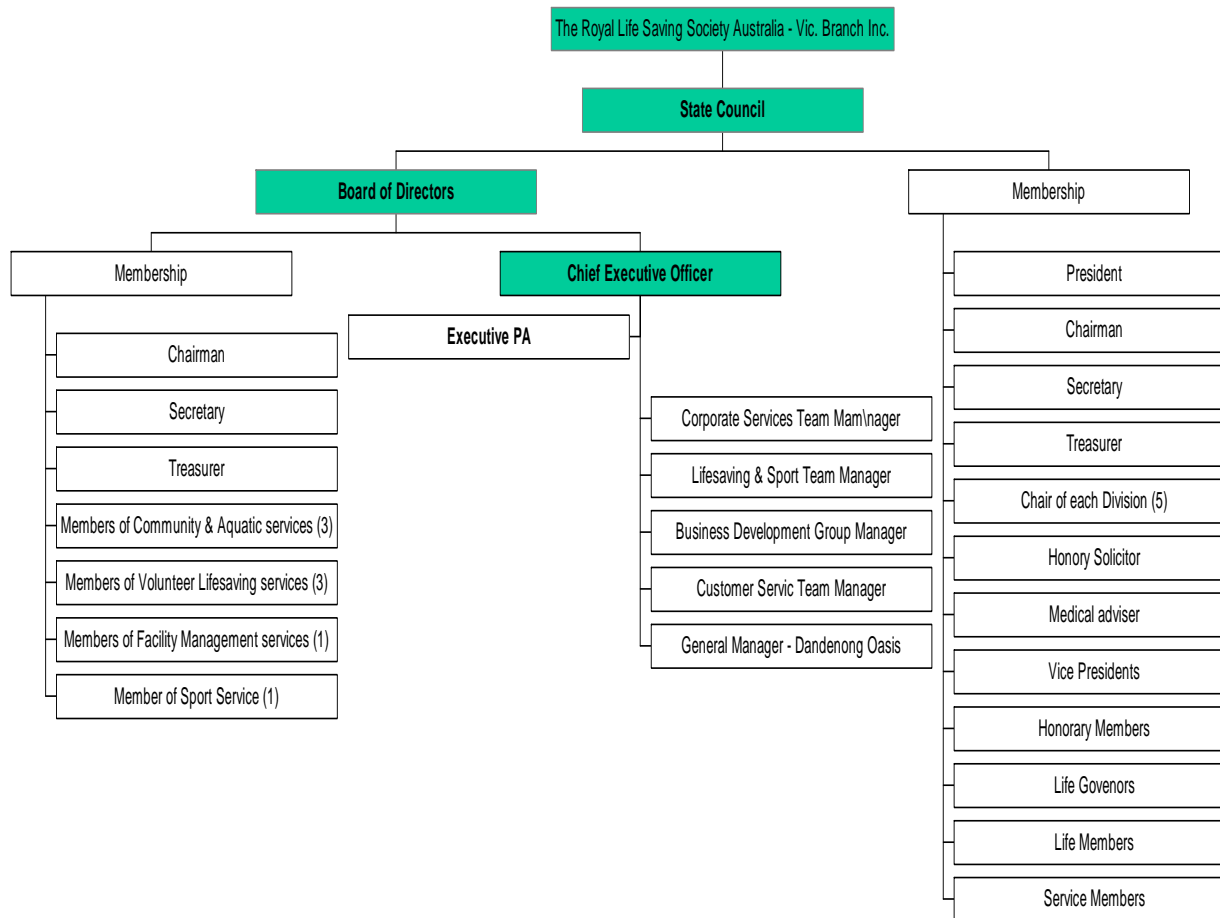 The Royal Life Saving Society Australia - Vic. Branch Inc.
State Council
Board of Directors
Membership
Membership
Chief Executive Officer
Executive PA
Chairman
Secretary
Treasurer
Members of Community & Aquatic services (3)
Members of Volunteer Lifesaving services (3)
Members of Facility Management services (1)
Member of Sport Service (1)
Corporate Services Team Mam\nager
Lifesaving & Sport Team Manager
Business Development Group Manager
Customer Servic Team Manager
General Manager - Dandenong Oasis
President
Chairman
Secretary
Treasurer
Chair of each Division (5)
Honory Solicitor
Medical adviser
Vice Presidents
Honorary Members
Life Govenors
Life Members
Service Members